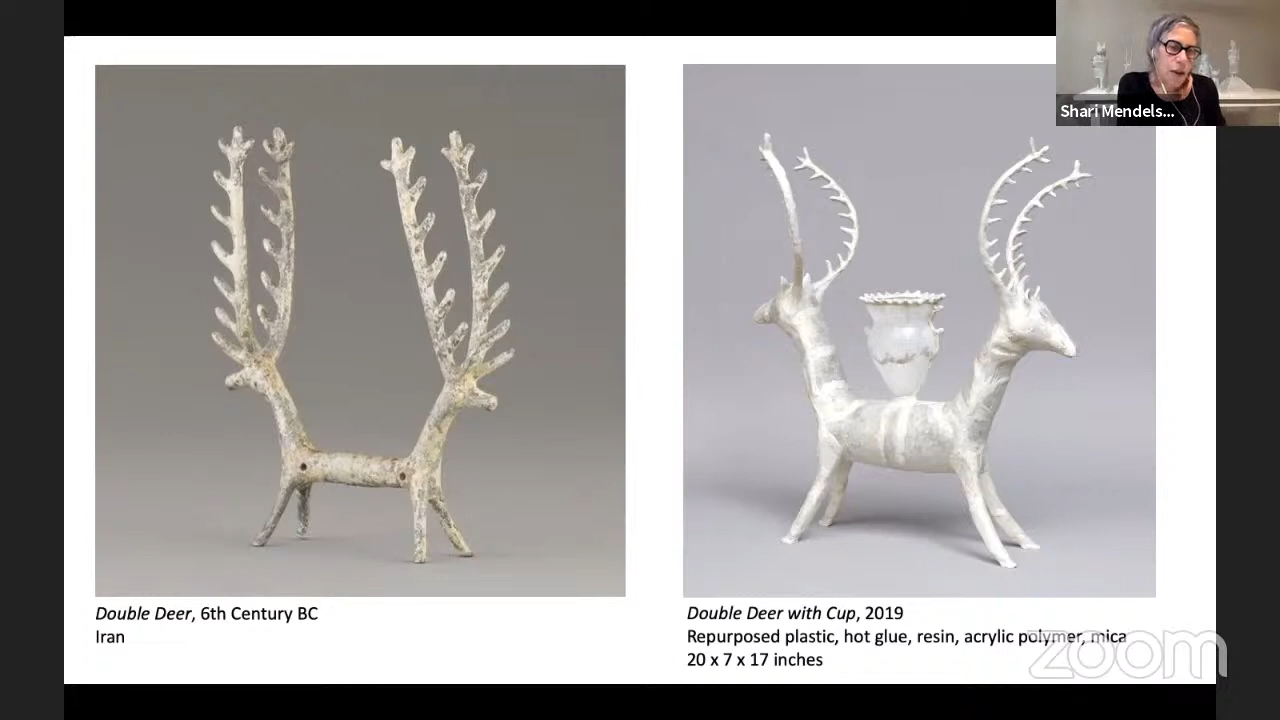 Shari Mendels...
Double Deer, 6th Century BC
Iran
Double Deer with Cup, 2019
Repurposed plastic, hot glue, resin, acrylic polymer, mica
20 x 7 x 17 inches
zoom